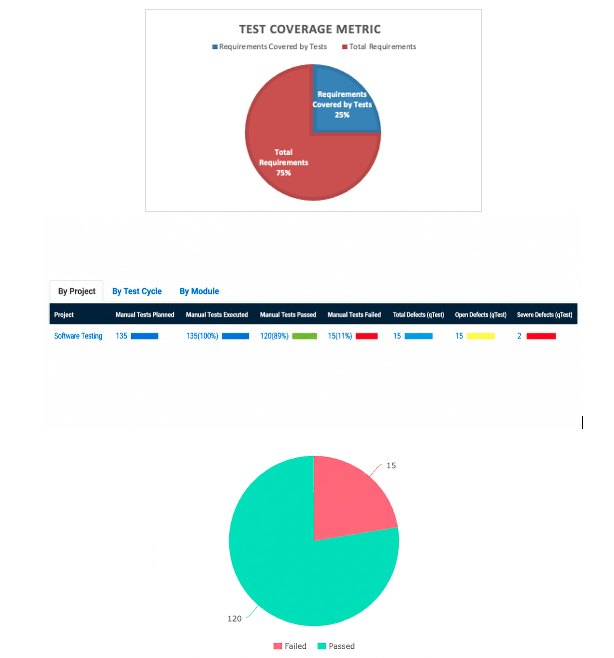 TEST COVERAGE METRIC
Requirements Covered by Tests Total Requirements
Requirements
Covered by Tests
25%
Total
Requirements
75%
By Project By Test Cycle By Module
Project Manual Tests Planned Manual Tests Executed Manual Tests Passed Manual Tests Failed Total Defects (qTest) Open Defects (qTest) Severe Defects (qTest)
Software Testing 135 135(100%) 120(89%) 15(11%) 15 15 2
15
120
Failed Passed